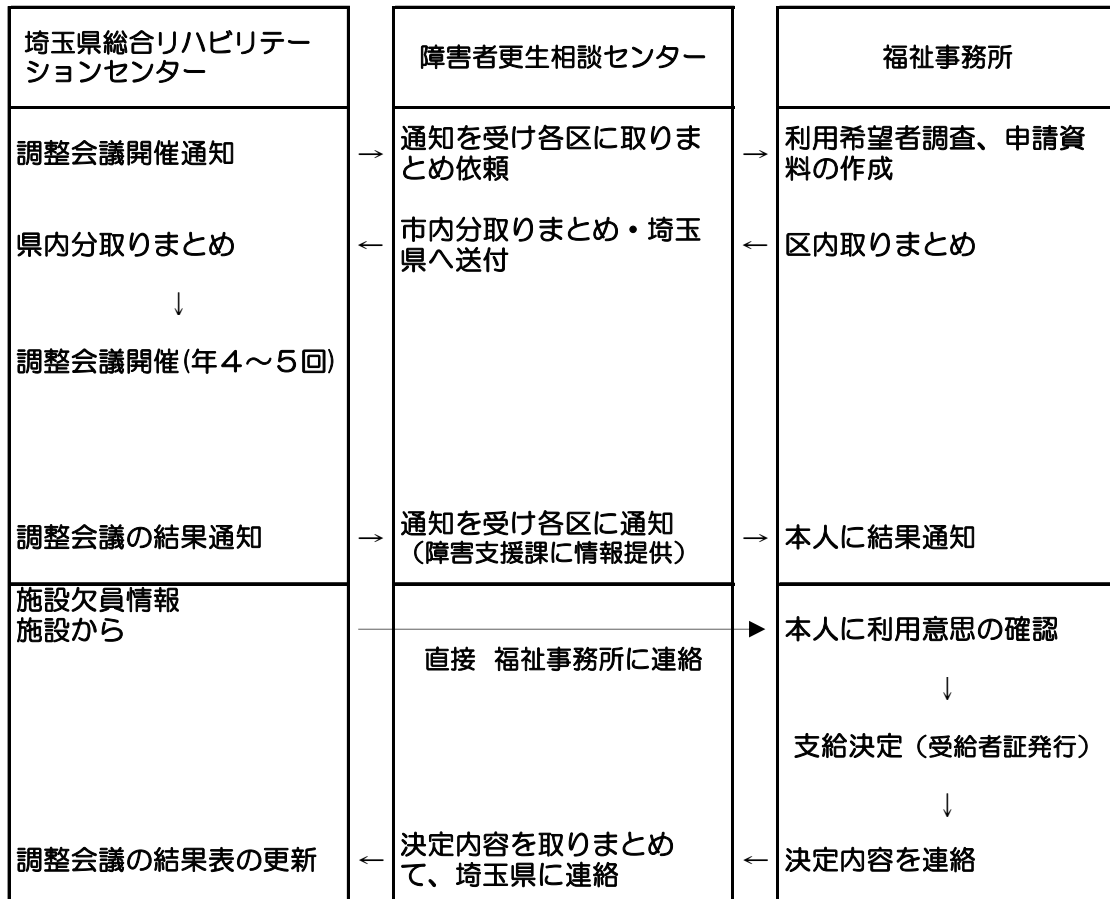 埼玉県総合リハビリテー
ションセンター
障害者更生相談センター
福祉事務所
調整会議開催通知
→
通知を受け各区に取りま
とめ依頼
→
利用希望者調査、申請資
料の作成
県内分取りまとめ
←
市内分取りまとめ・埼玉
県へ送付
←
区内取りまとめ
↓
調整会議開催(年4～5回)
調整会議の結果通知
→
通知を受け各区に通知
（障害支援課に情報提供）
→
本人に結果通知
施設欠員情報
施設から
直接 福祉事務所に連絡
本人に利用意思の確認
↓
支給決定（受給者証発行）
↓
調整会議の結果表の更新
←
決定内容を取りまとめ
て、埼玉県に連絡
←
決定内容を連絡